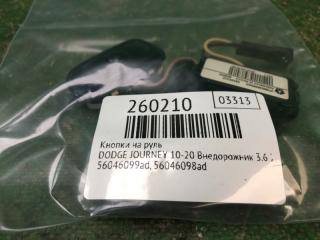 260210
03313
Кнопки на руль
DODGE JOURNEY 10-20 Внедорожник 3.6
56046099ad, 56046098ad